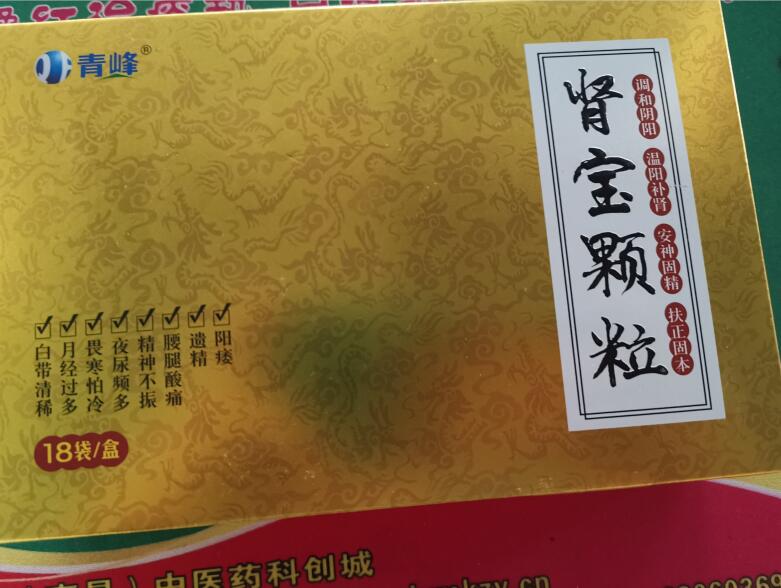 青峰®
肾宝颗粒
调和阴阳
温阳补肾
安神固精
扶正固本
阳痿
遗精
腰腿酸痛
精神不振
夜尿频多
畏寒怕冷
月经过多
白带清稀
18袋/盒
中医药科创城